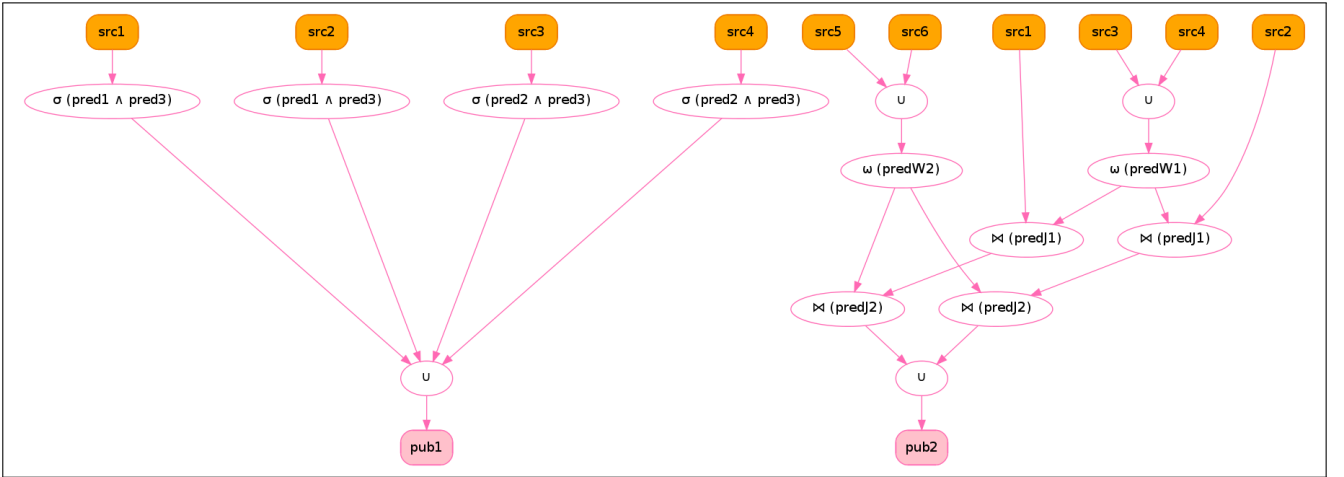 src1 src2 src3 src4 src5 src6 src1 src3 src4 src2
σ (pred1 ∧ pred3) σ (pred1 ∧ pred3) σ (pred2 ∧ pred3) σ (pred2 ∧ pred3) ∪ ∪
ω (predW2) ω (predW1)
⋈ (predJ1) ⋈ (predJ1)
⋈ (predJ2) ⋈ (predJ2)
∪ ∪
pub1 pub2